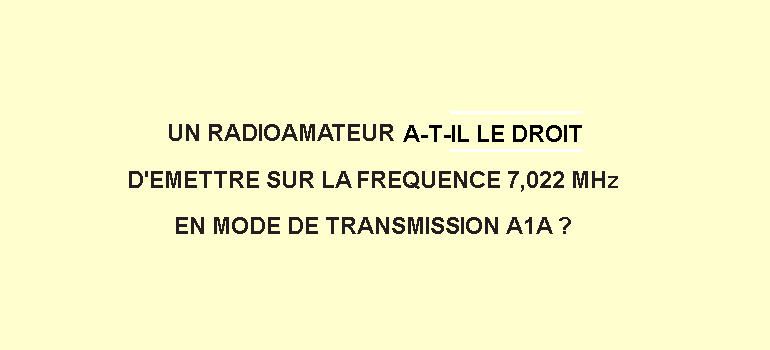 UN RADIOAMATEUR A-T-IL LE DROIT
D'EMETTRE SUR LA FREQUENCE 7,022 MHz
EN MODE DE TRANSMISSION A1A ?